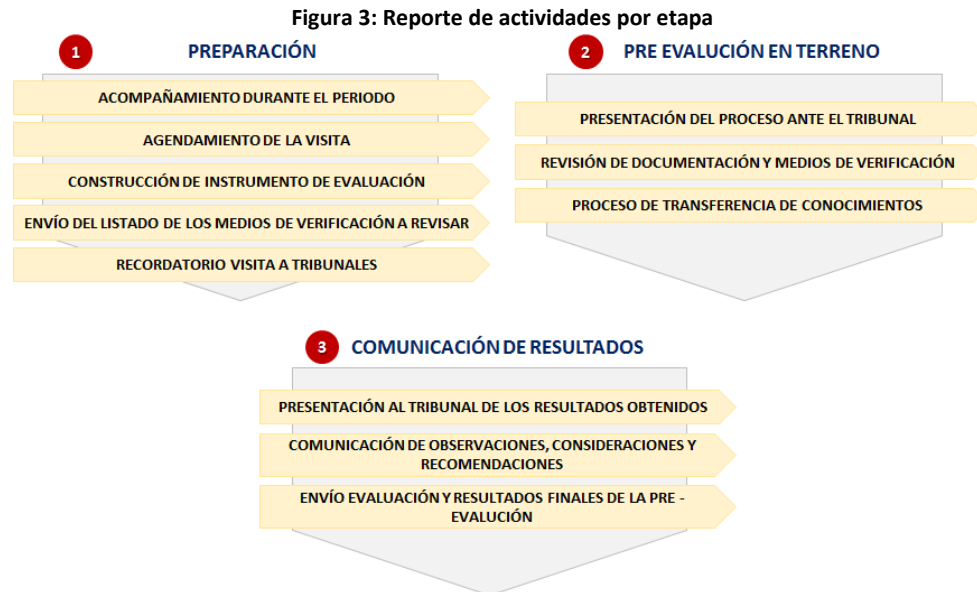 Figura 3: Reporte de actividades por etapa
1 PREPARACIÓN
ACOMPAÑAMIENTO DURANTE EL PERIODO
AGENDAMIENTO DE LA VISITA
CONSTRUCCIÓN DE INSTRUMENTO DE EVALUACIÓN
ENVÍO DEL LISTADO DE LOS MEDIOS DE VERIFICACIÓN A REVISAR
RECORDATORIO VISITA A TRIBUNALES
2 PRE EVALUCIÓN EN TERRENO
PRESENTACIÓN DEL PROCESO ANTE EL TRIBUNAL
REVISIÓN DE DOCUMENTACIÓN Y MEDIOS DE VERIFICACIÓN
PROCESO DE TRANSFERENCIA DE CONOCIMIENTOS
3 COMUNICACIÓN DE RESULTADOS
PRESENTACIÓN AL TRIBUNAL DE LOS RESULTADOS OBTENIDOS
COMUNICACIÓN DE OBSERVACIONES, CONSIDERACIONES Y
RECOMENDACIONES
ENVÍO EVALUACIÓN Y RESULTADOS FINALES DE LA PRE -
EVALUCIÓN